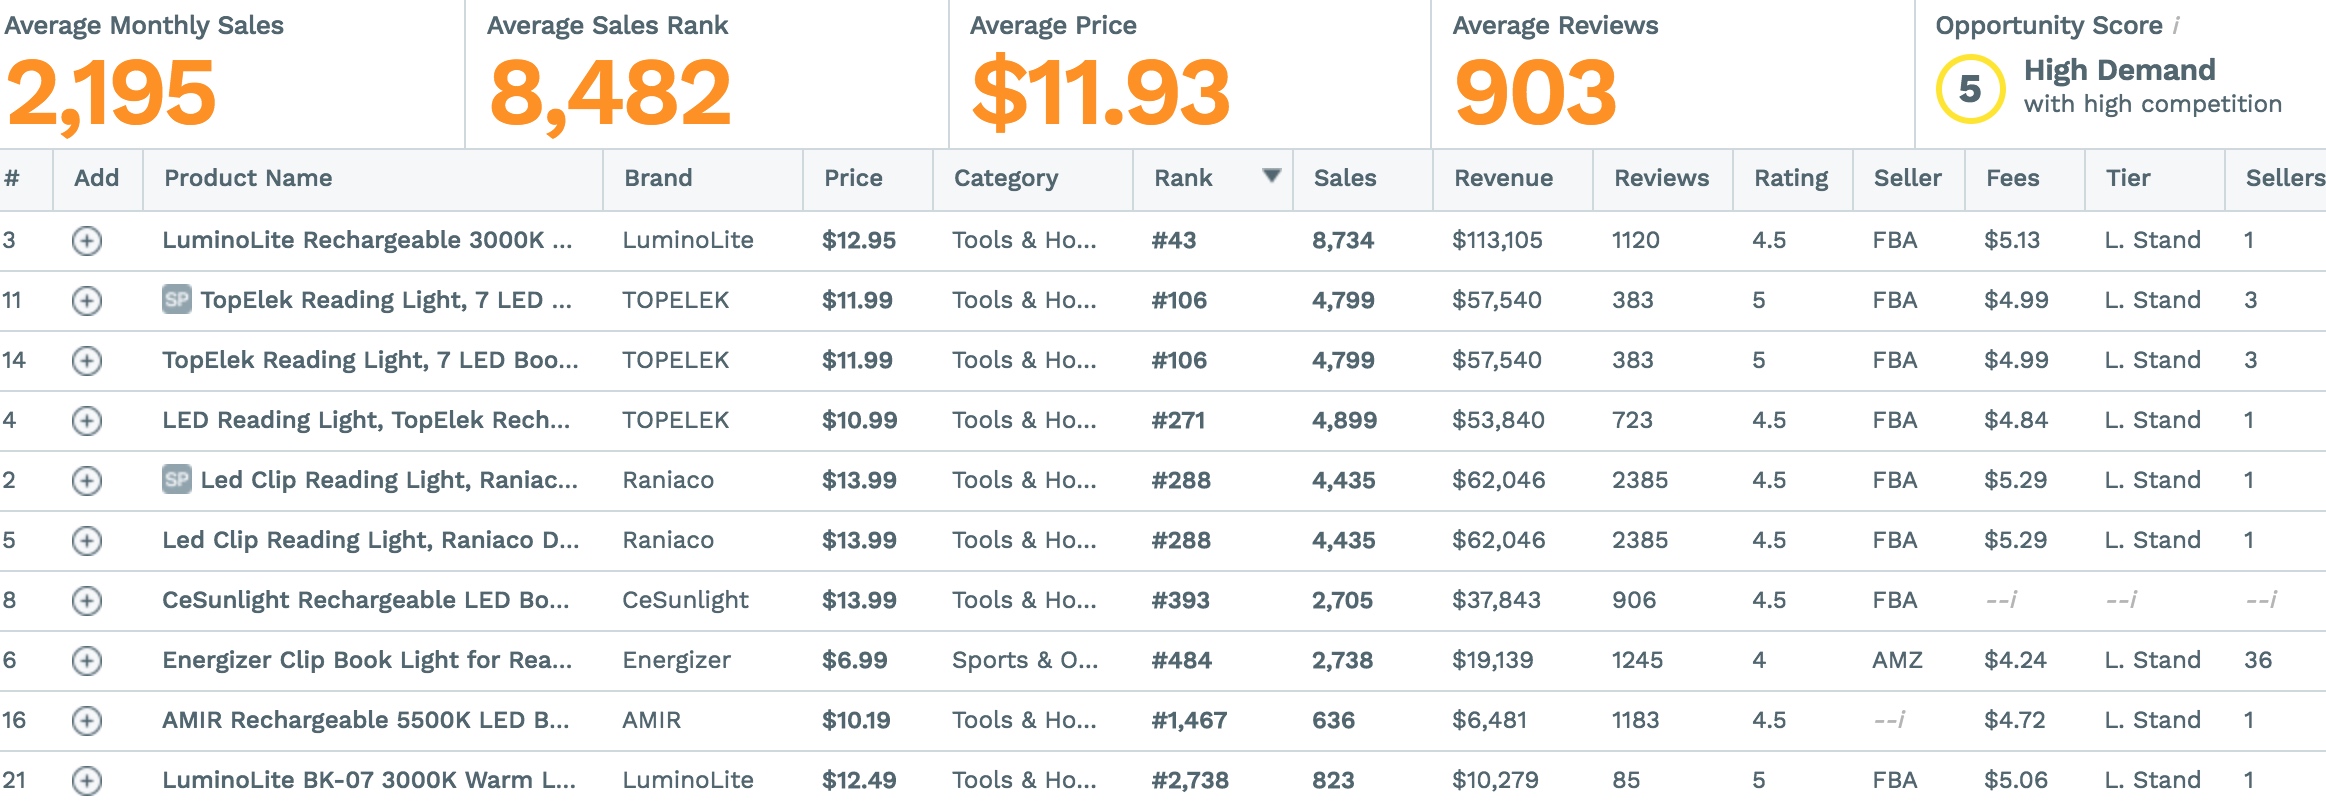 Average Monthly Sales Average Sales Rank Average Price Average Reviews Opportunity Score i
2,195 8,482 $11.93 903 5 High Demand
with high competition
# Add Product Name Brand Price Category Rank Sales Revenue Reviews Rating Seller Fees Tier Sellers
3 LuminoLite Rechargeable 3000K ... LuminoLite $12.95 Tools & Ho... #43 8,734 $113,105 1120 4.5 FBA $5.13 L. Stand 1
11 SP TopElek Reading Light, 7 LED ... TOPELEK $11.99 Tools & Ho... #106 4,799 $57,540 383 5 FBA $4.99 L. Stand 3
14 TopElek Reading Light, 7 LED Boo... TOPELEK $11.99 Tools & Ho... #106 4,799 $57,540 383 5 FBA $4.99 L. Stand 3
4 LED Reading Light, TopElek Rech... TOPELEK $10.99 Tools & Ho... #271 4,899 $53,840 723 4.5 FBA $4.84 L. Stand 1
2 SP Led Clip Reading Light, Raniac... Raniaco $13.99 Tools & Ho... #288 4,435 $62,046 2385 4.5 FBA $5.29 L. Stand 1
5 Led Clip Reading Light, Raniaco D... Raniaco $13.99 Tools & Ho... #288 4,435 $62,046 2385 4.5 FBA $5.29 L. Stand 1
8 CeSunlight Rechargeable LED Bo... CeSunlight $13.99 Tools & Ho... #393 2,705 $37,843 906 4.5 FBA --i --i --i
6 Energizer Clip Book Light for Rea... Energizer $6.99 Sports & O... #484 2,738 $19,139 1245 4 AMZ $4.24 L. Stand 36
16 AMIR Rechargeable 5500K LED B... AMIR $10.19 Tools & Ho... #1,467 636 $6,481 1183 4.5 --i $4.72 L. Stand 1
21 LuminoLite BK-07 3000K Warm L... LuminoLite $12.49 Tools & Ho... #2,738 823 $10,279 85 5 FBA $5.06 L. Stand 1